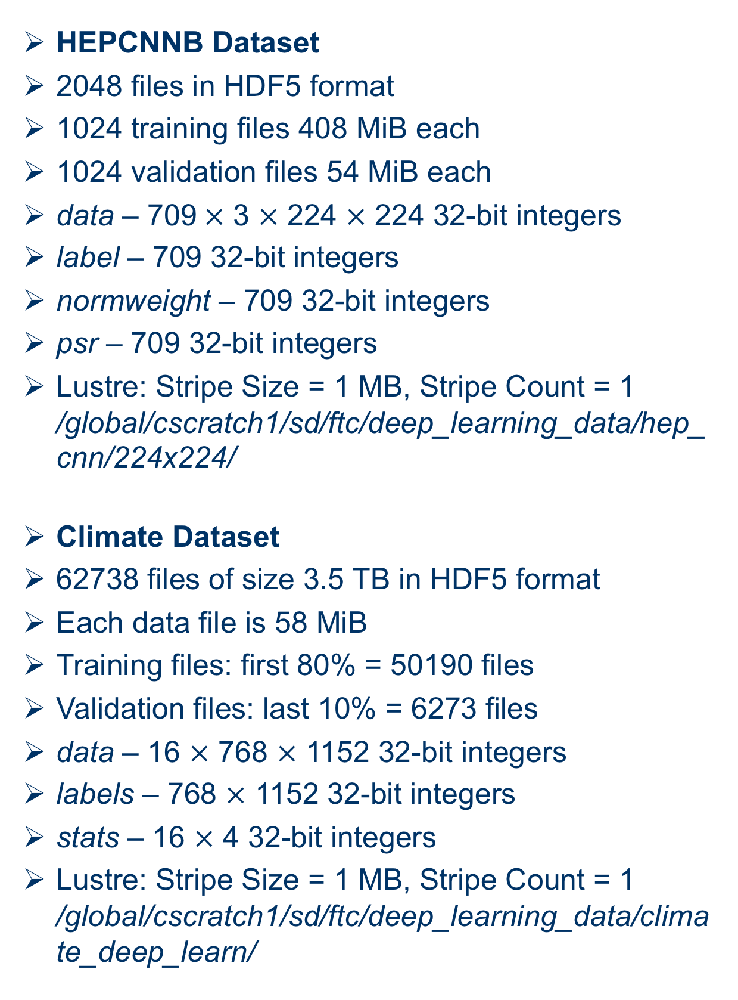 ➢ HEPCNNB Dataset
➢ 2048 files in HDF5 format
➢ 1024 training files 408 MiB each
➢ 1024 validation files 54 MiB each
➢ data – 709 × 3 × 224 × 224 32-bit integers
➢ label – 709 32-bit integers
➢ normweight – 709 32-bit integers
➢ psr – 709 32-bit integers
➢ Lustre: Stripe Size = 1 MB, Stripe Count = 1
/global/cscratch1/sd/ftc/deep_learning_data/hep_
cnn/224x224/
➢ Climate Dataset
➢ 62738 files of size 3.5 TB in HDF5 format
➢ Each data file is 58 MiB
➢ Training files: first 80% = 50190 files
➢ Validation files: last 10% = 6273 files
➢ data – 16 × 768 × 1152 32-bit integers
➢ labels – 768 × 1152 32-bit integers
➢ stats – 16 × 4 32-bit integers
➢ Lustre: Stripe Size = 1 MB, Stripe Count = 1
/global/cscratch1/sd/ftc/deep_learning_data/clima
te_deep_learn/